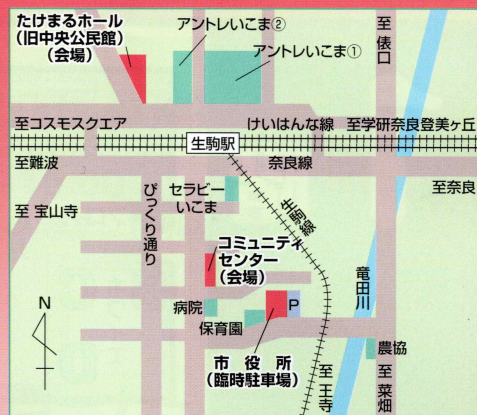 たけまるホール
(旧中央公民館)
(会場)
アントレいこま②
アントレいこま①
至俵口
至コスモスクエア
生駒駅
けいはんな線
至学研奈良登美ヶ丘
至難波
奈良線
至奈良
至 宝山寺
ぴっくり通り
セラビー
いこま
生駒線
コミュニティ
センター
(会場)
竜田川
N
病院
保育園
P
市役所
(臨時駐車場)
農協
至王寺
至菜畑